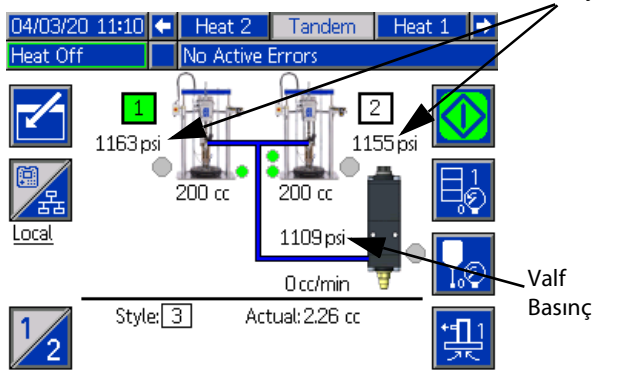 04/03/20 11:10 Heat 2 Tandem Heat 1
Heat Off No Active Errors
1 2
1163 psi 1155 psi
1
0
200 cc 200 cc
Local
1109 psi
1
0
0 cc/min
Valf
Basınç
Style: 3 Actual: 2.26 cc
1
2
1